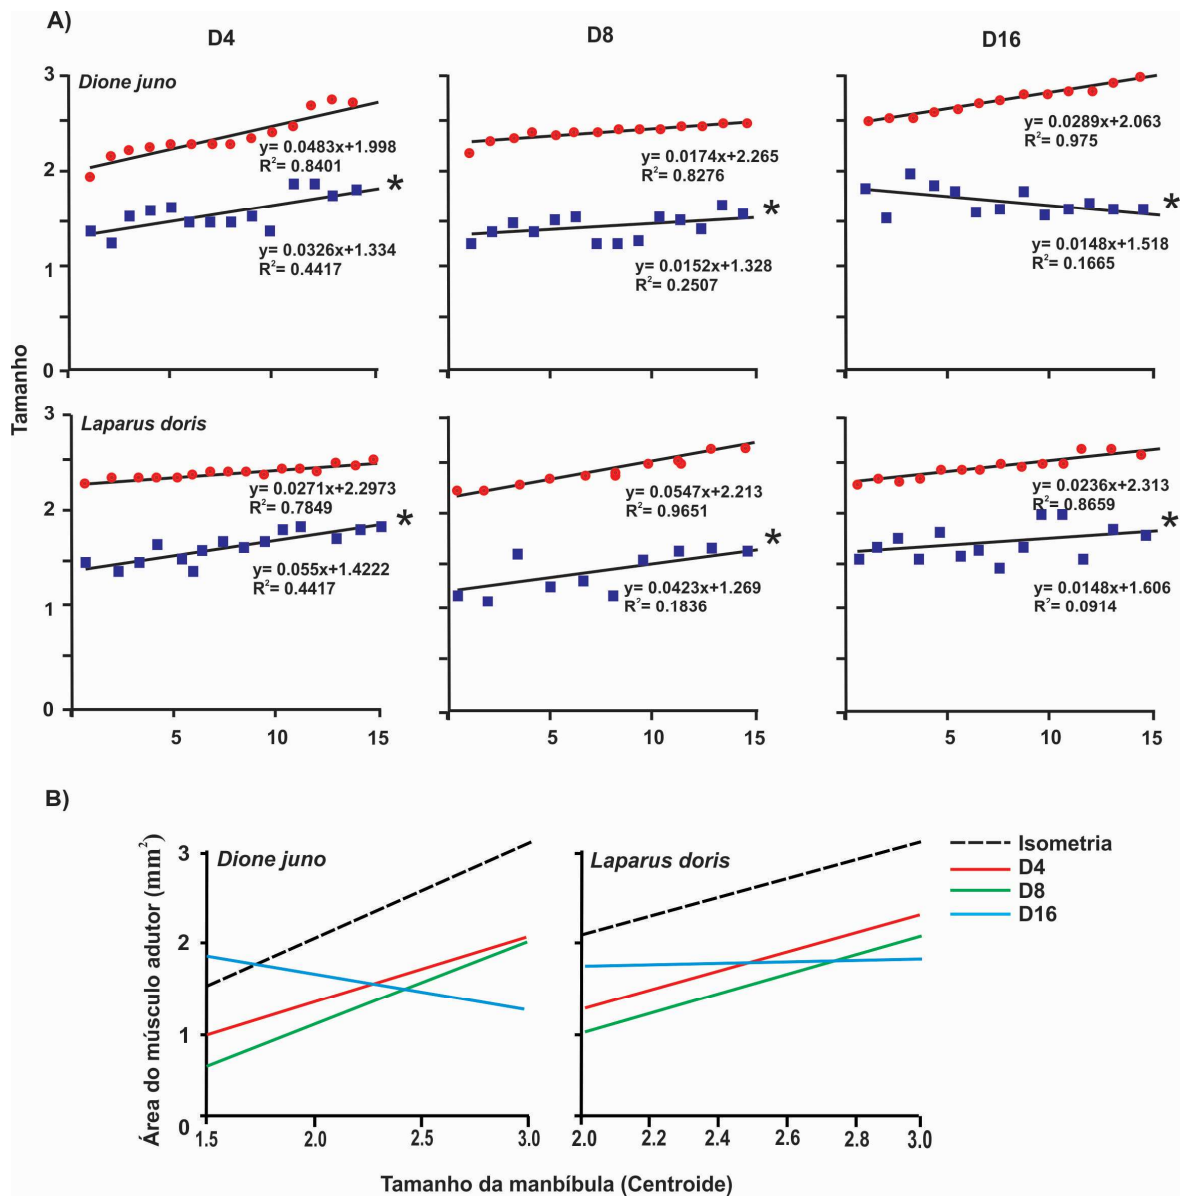 A)
D4
D8
D16
Tamanho
Dione juno
3
2
1
0
y= 0.0483x+1.998
R²= 0.8401
*
y= 0.0326x+1.334
R²= 0.4417
y= 0.0174x+2.265
R²= 0.8276
*
y= 0.0152x+1.328
R²= 0.2507
y= 0.0289x+2.063
R²= 0.975
*
y= 0.0148x+1.518
R²= 0.1665
Laparus doris
3
2
1
0
y= 0.0271x+2.2973
R²= 0.7849
*
y= 0.055x+1.4222
R²= 0.4417
y= 0.0547x+2.213
R²= 0.9651
*
y= 0.0423x+1.269
R²= 0.1836
y= 0.0236x+2.313
R²= 0.8659
*
y= 0.0148x+1.606
R²= 0.0914
5 10 15
5 10 15
5 10 15
B)
Área do músculo adutor (mm²)
3
2
1
0
Dione juno
1.5 2.0 2.5 3.0
Laparus doris
2.0 2.2 2.4 2.6 2.8 3.0
Isometria
D4
D8
D16
Tamanho da manbíbula (Centroide)